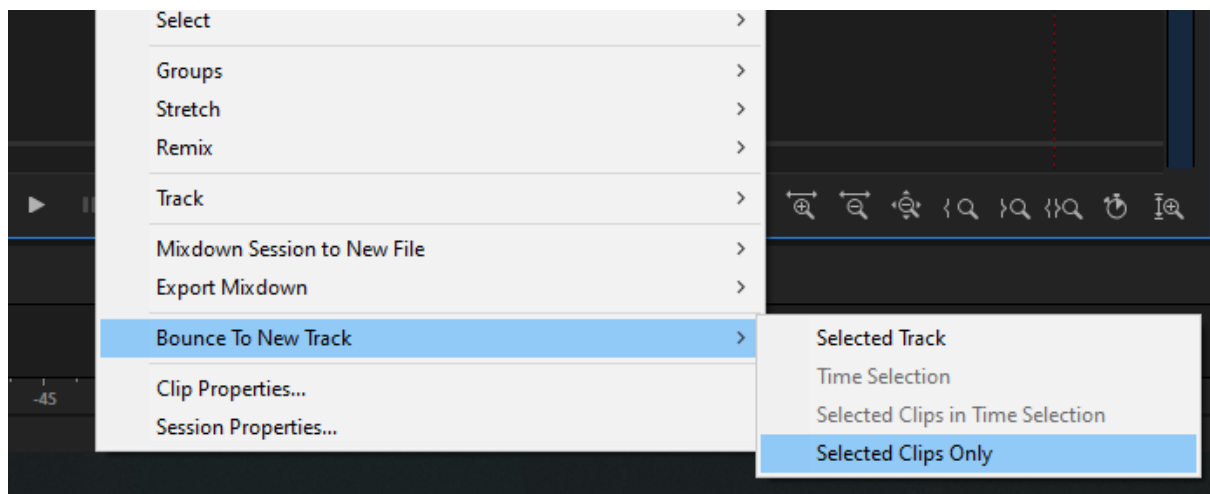 Select
Groups
Stretch
Remix
Track
Mixdown Session to New File
Export Mixdown
Bounce To New Track
Clip Properties...
Session Properties...
Selected Track
Time Selection
Selected Clips in Time Selection
Selected Clips Only
-45